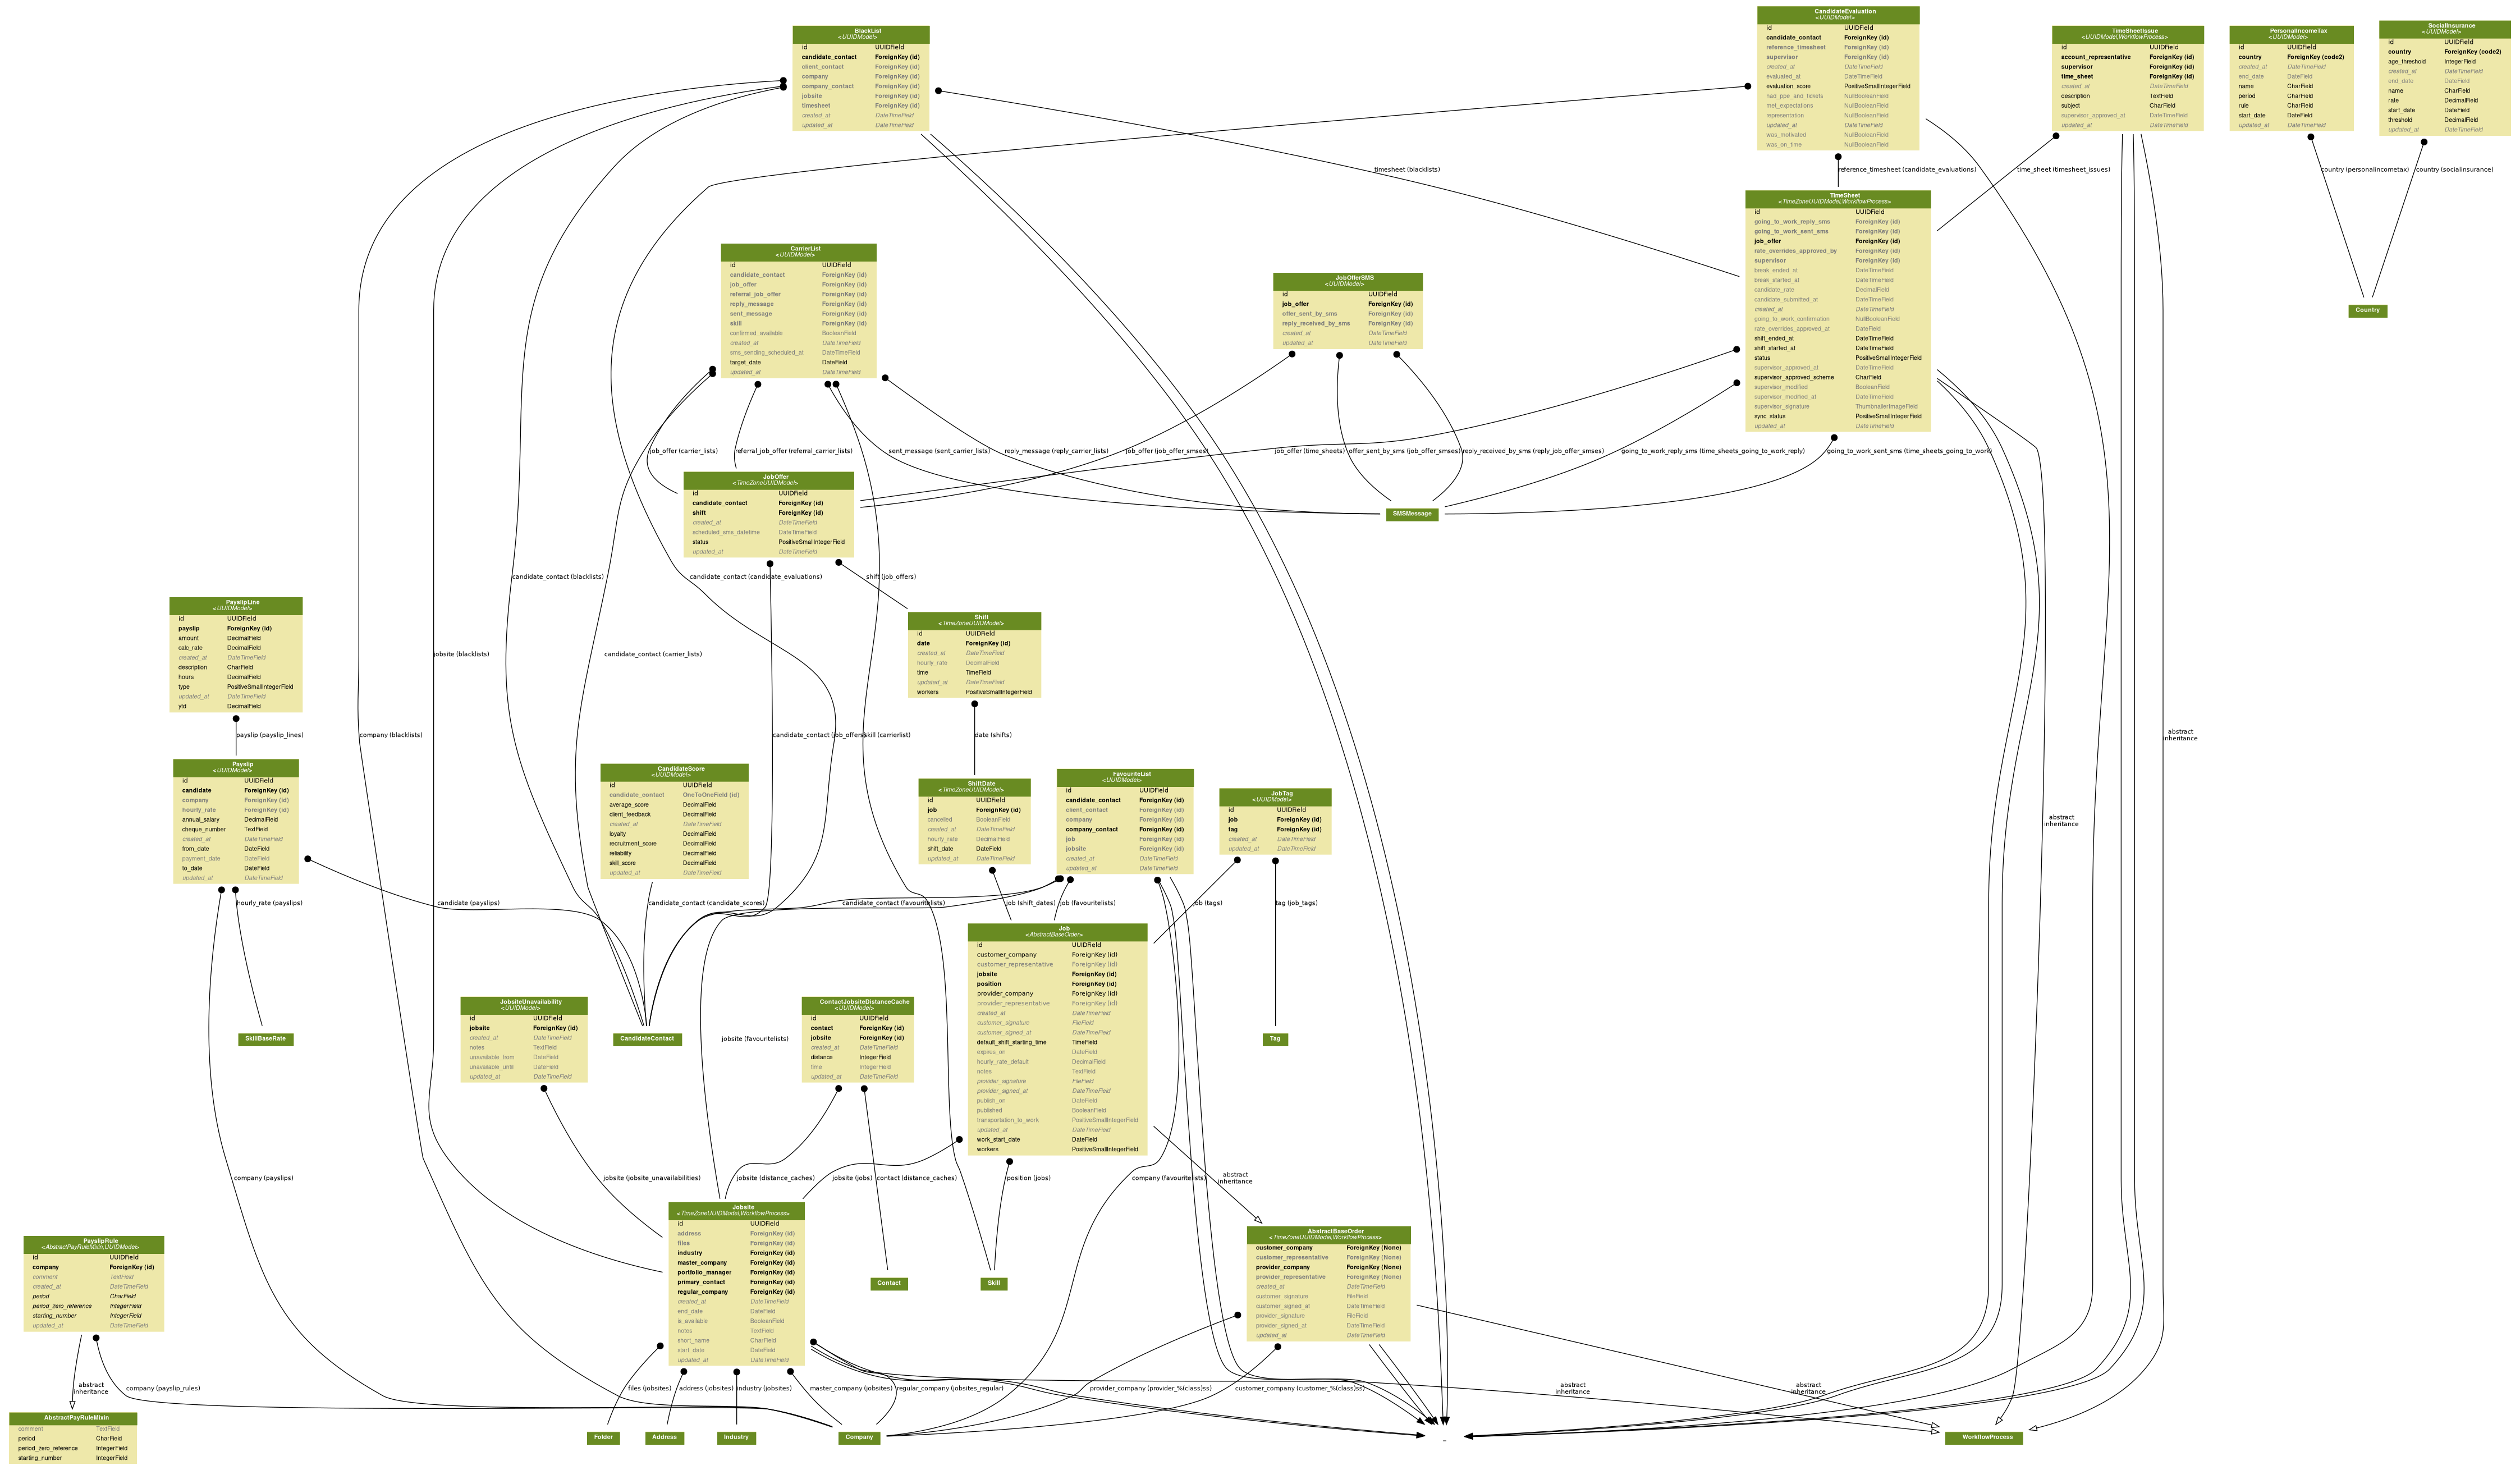 BlackList
<UUIDModel>
id UUIDField
candidate_contact ForeignKey (id)
client_contact ForeignKey (id)
company ForeignKey (id)
company_contact ForeignKey (id)
jobsite ForeignKey (id)
timesheet ForeignKey (id)
created_at DateTimeField
updated_at DateTimeField
CandidateEvaluation
<UUIDModel>
id UUIDField
candidate_contact ForeignKey (id)
reference_timesheet ForeignKey (id)
supervisor ForeignKey (id)
created_at DateTimeField
evaluated_at DateTimeField
evaluation_score PositiveSmallIntegerField
had_ppe_and_tickets NullBooleanField
met_expectations NullBooleanField
representation NullBooleanField
updated_at DateTimeField
was_motivated NullBooleanField
was_on_time NullBooleanField
TimeSheetIssue
<UUIDModel,WorkflowProcess>
id UUIDField
account_representative ForeignKey (id)
supervisor ForeignKey (id)
time_sheet ForeignKey (id)
created_at DateTimeField
description TextField
subject CharField
supervisor_approved_at DateTimeField
updated_at DateTimeField
PersonalIncomeTax
<UUIDModel>
id UUIDField
country ForeignKey (code2)
created_at DateTimeField
end_date DateField
name CharField
period CharField
rule CharField
start_date DateField
updated_at DateTimeField
SocialInsurance
<UUIDModel>
id UUIDField
country ForeignKey (code2)
age_threshold IntegerField
created_at DateTimeField
end_date DateField
name CharField
rate DecimalField
start_date DateField
threshold DecimalField
updated_at DateTimeField
timesheet (blacklists)
reference_timesheet (candidate_evaluations)
time_sheet (timesheet_issues)
country (personalincometax)
country (socialinsurance)
TimeSheet
<TimeZoneUUIDModel,WorkflowProcess>
id UUIDField
going_to_work_reply_sms ForeignKey (id)
going_to_work_sent_sms ForeignKey (id)
job_offer ForeignKey (id)
rate_overrides_approved_by ForeignKey (id)
supervisor ForeignKey (id)
break_ended_at DateTimeField
break_started_at DateTimeField
candidate_rate DecimalField
candidate_submitted_at DateTimeField
created_at DateTimeField
going_to_work_confirmation NullBooleanField
rate_overrides_approved_at DateField
shift_ended_at DateTimeField
shift_started_at DateTimeField
status PositiveSmallIntegerField
supervisor_approved_at DateTimeField
supervisor_approved_scheme CharField
supervisor_modified BooleanField
supervisor_modified_at DateTimeField
supervisor_signature ThumbnailerImageField
sync_status PositiveSmallIntegerField
updated_at DateTimeField
CarrierList
<UUIDModel>
id UUIDField
candidate_contact ForeignKey (id)
job_offer ForeignKey (id)
referral_job_offer ForeignKey (id)
reply_message ForeignKey (id)
sent_message ForeignKey (id)
skill ForeignKey (id)
confirmed_available BooleanField
created_at DateTimeField
sms_sending_scheduled_at DateTimeField
target_date DateField
updated_at DateTimeField
JobOfferSMS
<UUIDModel>
id UUIDField
job_offer ForeignKey (id)
offer_sent_by_sms ForeignKey (id)
reply_received_by_sms ForeignKey (id)
created_at DateTimeField
updated_at DateTimeField
Country
job_offer (carrier_lists)
referral_job_offer (referral_carrier_lists)
sent_message (sent_carrier_lists)
reply_message (reply_carrier_lists)
job_offer (job_offer_smses)
job_offer (time_sheets)
offer_sent_by_sms (job_offer_smses)
reply_received_by_sms (reply_job_offer_smses)
going_to_work_reply_sms (time_sheets_going_to_work_reply)
going_to_work_sent_sms (time_sheets_going_to_work)
JobOffer
<TimeZoneUUIDModel>
id UUIDField
candidate_contact ForeignKey (id)
shift ForeignKey (id)
created_at DateTimeField
scheduled_sms_datetime DateTimeField
status PositiveSmallIntegerField
updated_at DateTimeField
SMSMessage
candidate_contact (blacklists)
candidate_contact (candidate_evaluations)
shift (job_offers)
PayslipLine
<UUIDModel>
id UUIDField
payslip ForeignKey (id)
amount DecimalField
calc_rate DecimalField
created_at DateTimeField
description CharField
hours DecimalField
type PositiveSmallIntegerField
updated_at DateTimeField
ytd DecimalField
Shift
<TimeZoneUUIDModel>
id UUIDField
date ForeignKey (id)
created_at DateTimeField
hourly_rate DecimalField
time TimeField
updated_at DateTimeField
workers PositiveSmallIntegerField
jobsite (blacklists)
candidate_contact (carrier_lists)
payslip (payslip_lines)
company (blacklists)
candidate_contact (job_offers)
skill (carrierlist)
date (shifts)
abstract
inheritance
Payslip
<UUIDModel>
id UUIDField
candidate ForeignKey (id)
company ForeignKey (id)
hourly_rate ForeignKey (id)
annual_salary DecimalField
cheque_number TextField
created_at DateTimeField
from_date DateField
payment_date DateField
to_date DateField
updated_at DateTimeField
CandidateScore
<UUIDModel>
id UUIDField
candidate_contact OneToOneField (id)
average_score DecimalField
client_feedback DecimalField
created_at DateTimeField
loyalty DecimalField
recruitment_score DecimalField
reliability DecimalField
skill_score DecimalField
updated_at DateTimeField
ShiftDate
<TimeZoneUUIDModel>
id UUIDField
job ForeignKey (id)
cancelled BooleanField
created_at DateTimeField
hourly_rate DecimalField
shift_date DateField
updated_at DateTimeField
FavouriteList
<UUIDModel>
id UUIDField
candidate_contact ForeignKey (id)
client_contact ForeignKey (id)
company ForeignKey (id)
company_contact ForeignKey (id)
job ForeignKey (id)
jobsite ForeignKey (id)
created_at DateTimeField
updated_at DateTimeField
JobTag
<UUIDModel>
id UUIDField
job ForeignKey (id)
tag ForeignKey (id)
created_at DateTimeField
updated_at DateTimeField
abstract
inheritance
hourly_rate (payslips)
candidate (payslips)
candidate_contact (candidate_scores)
candidate_contact (favouritelists)
job (shift_dates)
job (favouritelists)
job (tags)
tag (job_tags)
Job
<AbstractBaseOrder>
id UUIDField
customer_company ForeignKey (id)
customer_representative ForeignKey (id)
jobsite ForeignKey (id)
position ForeignKey (id)
provider_company ForeignKey (id)
provider_representative ForeignKey (id)
created_at DateTimeField
customer_signature FileField
customer_signed_at DateTimeField
default_shift_starting_time TimeField
expires_on DateField
hourly_rate_default DecimalField
notes TextField
provider_signature FileField
provider_signed_at DateTimeField
publish_on DateField
published BooleanField
transportation_to_work PositiveSmallIntegerField
updated_at DateTimeField
work_start_date DateField
workers PositiveSmallIntegerField
SkillBaseRate
JobsiteUnavailability
<UUIDModel>
id UUIDField
jobsite ForeignKey (id)
created_at DateTimeField
notes TextField
unavailable_from DateField
unavailable_until DateField
updated_at DateTimeField
CandidateContact
jobsite (favouritelists)
ContactJobsiteDistanceCache
<UUIDModel>
id UUIDField
contact ForeignKey (id)
jobsite ForeignKey (id)
created_at DateTimeField
distance IntegerField
time IntegerField
updated_at DateTimeField
Tag
company (payslips)
jobsite (jobsite_unavailabilities)
jobsite (distance_caches)
jobsite (jobs)
contact (distance_caches)
position (jobs)
company (favouritelists)
abstract
inheritance
Jobsite
<TimeZoneUUIDModel,WorkflowProcess>
id UUIDField
address ForeignKey (id)
files ForeignKey (id)
industry ForeignKey (id)
master_company ForeignKey (id)
portfolio_manager ForeignKey (id)
primary_contact ForeignKey (id)
regular_company ForeignKey (id)
created_at DateTimeField
end_date DateField
is_available BooleanField
notes TextField
short_name CharField
start_date DateField
updated_at DateTimeField
AbstractBaseOrder
<TimeZoneUUIDModel,WorkflowProcess>
customer_company ForeignKey (None)
customer_representative ForeignKey (None)
provider_company ForeignKey (None)
provider_representative ForeignKey (None)
created_at DateTimeField
customer_signature FileField
customer_signed_at DateTimeField
provider_signature FileField
provider_signed_at DateTimeField
updated_at DateTimeField
PayslipRule
<AbstractPayRuleMixin,UUIDModel>
id UUIDField
company ForeignKey (id)
comment TextField
created_at DateTimeField
period CharField
period_zero_reference IntegerField
starting_number IntegerField
updated_at DateTimeField
Contact
Skill
abstract
inheritance
company (payslip_rules)
files (jobsites)
address (jobsites)
industry (jobsites)
master_company (jobsites)
regular_company (jobsites_regular)
provider_company (provider_%(class)ss)
customer_company (customer_%(class)ss)
abstract
inheritance
abstract
inheritance
AbstractPayRuleMixin
comment TextField
period CharField
period_zero_reference IntegerField
starting_number IntegerField
Folder
Address
Industry
Company
_
WorkflowProcess